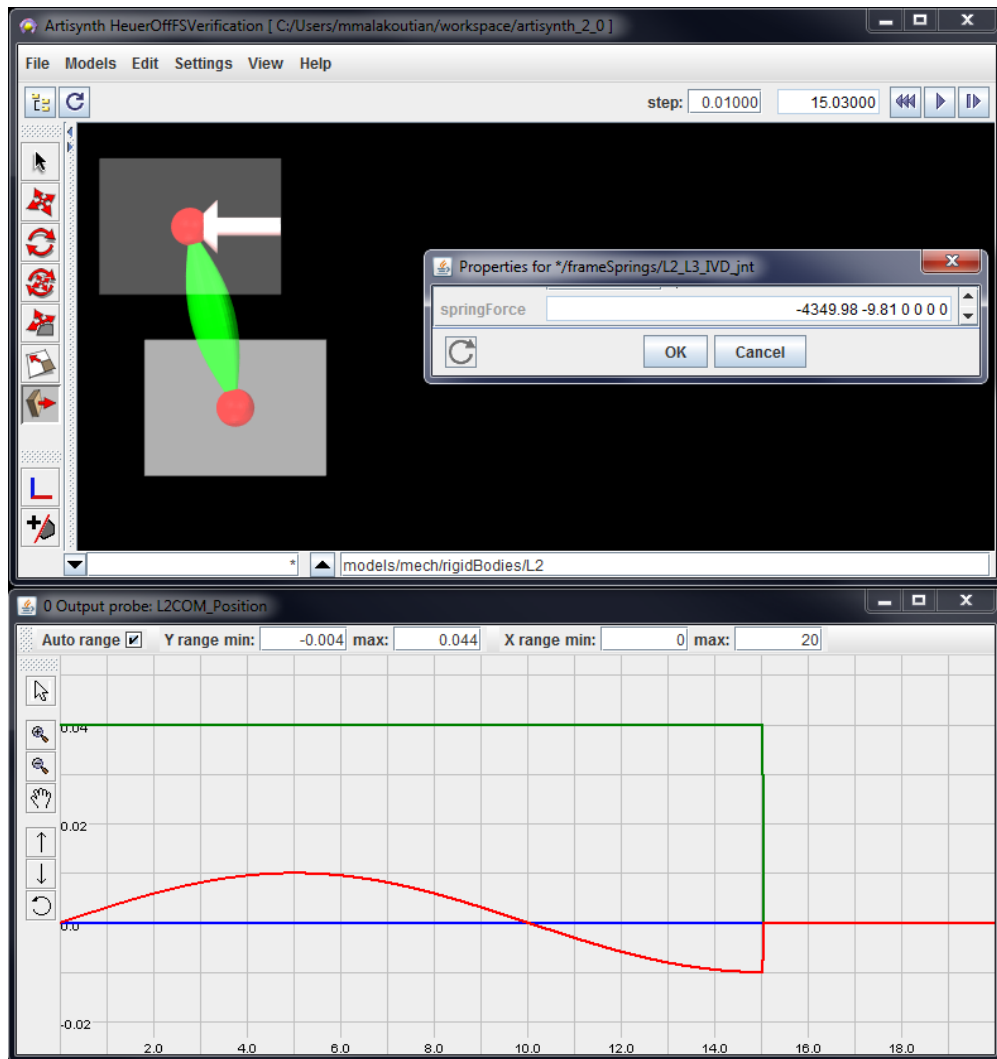 Artisynth HeuerOffFSVerification [ C:/Users/mmalakoutian/workspace/artisynth_2_0 ]
File Models Edit Settings View Help
step: 0.01000 15.03000
Properties for */frameSprings/L2_L3_IVD_jnt
springForce -4349.98 -9.81 0 0 0 0
OK Cancel
* models/mech/rigidBodies/L2
0 Output probe: L2COM_Position
Auto range Y range min: -0.004 max: 0.044 X range min: 0 max: 20
0.04
0.02
0.0
-0.02
2.0 4.0 6.0 8.0 10.0 12.0 14.0 16.0 18.0